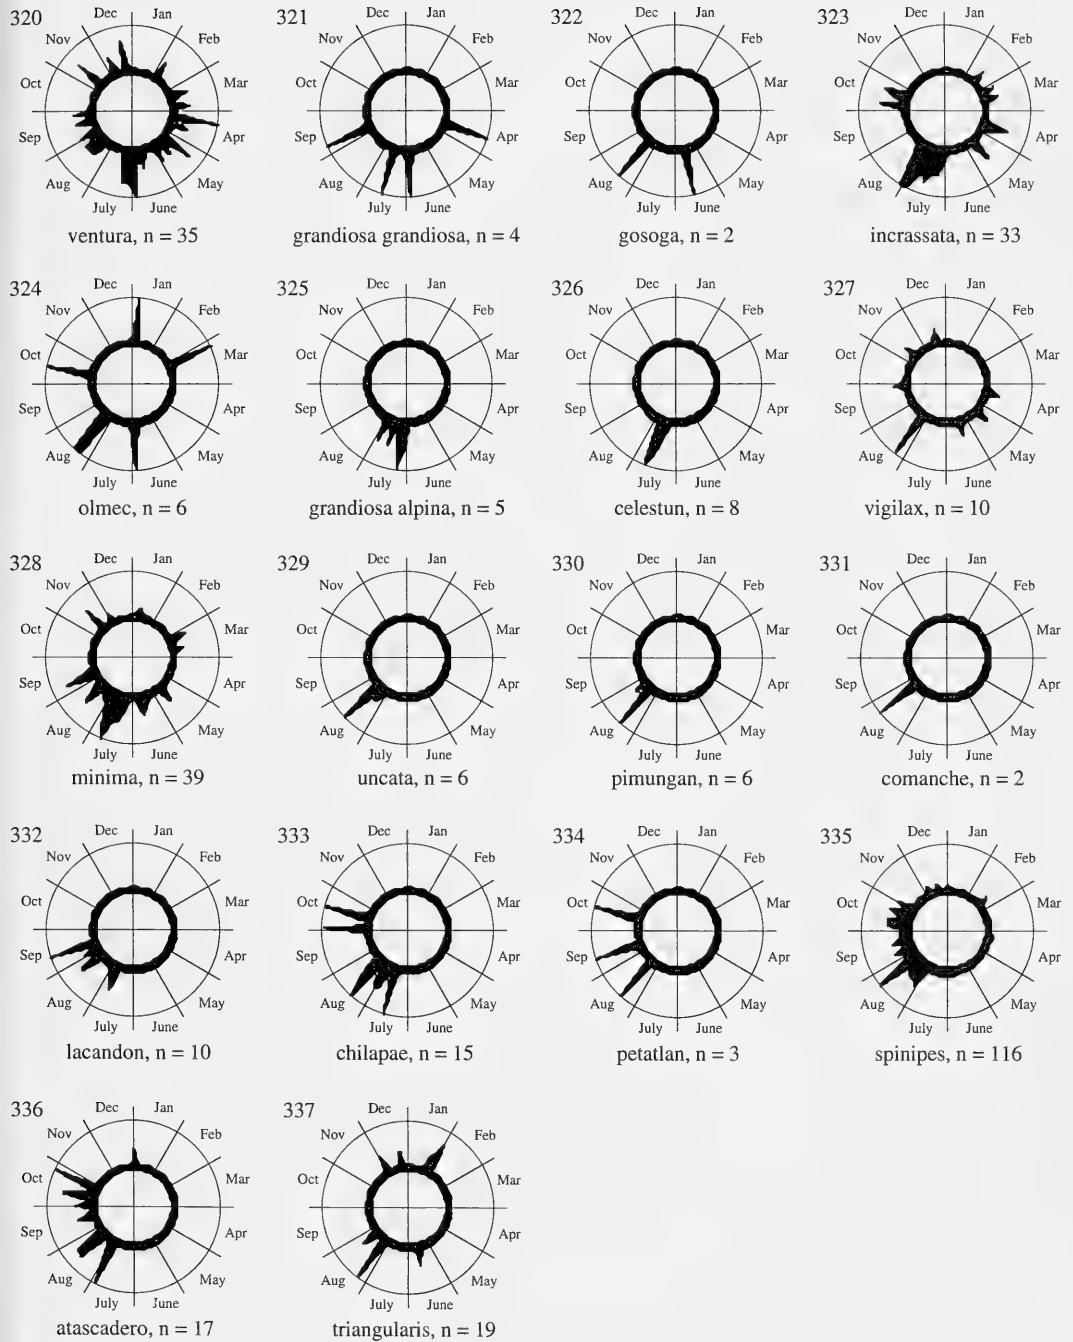 320 Dec Jan
Nov Feb
Oct Mar
Sep Apr
Aug May
July June
ventura, n = 35
321 Dec Jan
Nov Feb
Oct Mar
Sep Apr
Aug May
July June
grandiosa grandiosa, n = 4
322 Dec Jan
Nov Feb
Oct Mar
Sep Apr
Aug May
July June
gosoga, n = 2
323 Dec Jan
Nov Feb
Oct Mar
Sep Apr
Aug May
July June
incrassata, n = 33
324 Dec Jan
Nov Feb
Oct Mar
Sep Apr
Aug May
July June
olmec, n = 6
325 Dec Jan
Nov Feb
Oct Mar
Sep Apr
Aug May
July June
grandiosa alpina, n = 5
326 Dec Jan
Nov Feb
Oct Mar
Sep Apr
Aug May
July June
celestun, n = 8
327 Dec Jan
Nov Feb
Oct Mar
Sep Apr
Aug May
July June
vigilax, n = 10
328 Dec Jan
Nov Feb
Oct Mar
Sep Apr
Aug May
July June
minima, n = 39
329 Dec Jan
Nov Feb
Oct Mar
Sep Apr
Aug May
July June
uncata, n = 6
330 Dec Jan
Nov Feb
Oct Mar
Sep Apr
Aug May
July June
pimungan, n = 6
331 Dec Jan
Nov Feb
Oct Mar
Sep Apr
Aug May
July June
comanche, n = 2
332 Dec Jan
Nov Feb
Oct Mar
Sep Apr
Aug May
July June
lacandon, n = 10
333 Dec Jan
Nov Feb
Oct Mar
Sep Apr
Aug May
July June
chilapae, n = 15
334 Dec Jan
Nov Feb
Oct Mar
Sep Apr
Aug May
July June
petatlan, n = 3
335 Dec Jan
Nov Feb
Oct Mar
Sep Apr
Aug May
July June
spinipes, n = 116
336 Dec Jan
Nov Feb
Oct Mar
Sep Apr
Aug May
July June
atascadero, n = 17
337 Dec Jan
Nov Feb
Oct Mar
Sep Apr
Aug May
July June
triangularis, n = 19